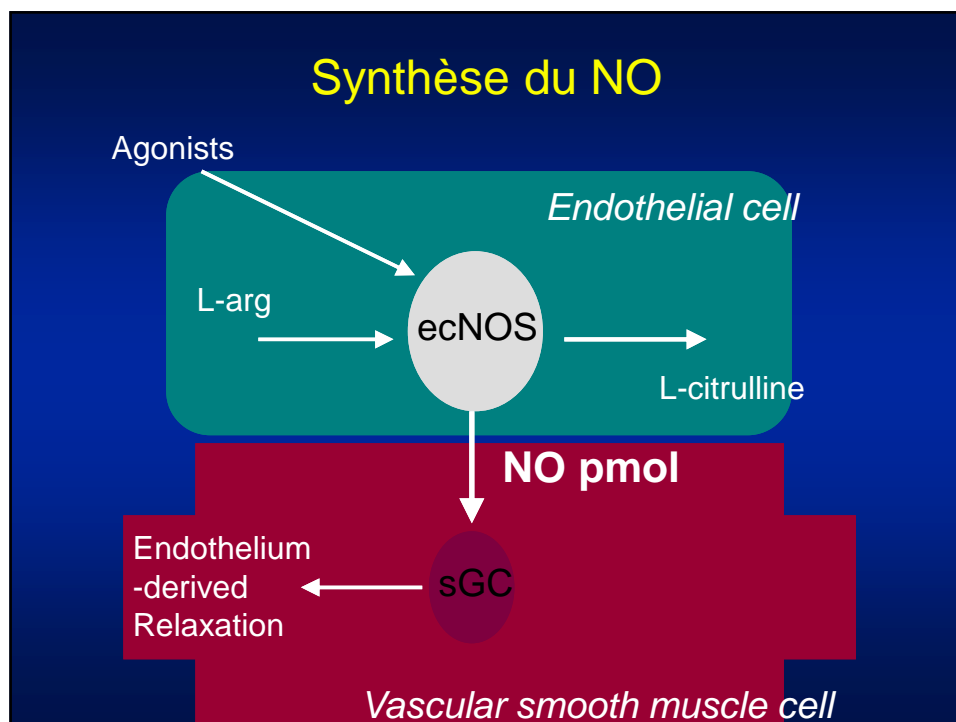 Synthèse du NO
Agonists
Endothelial cell
L-arg
ecNOS
L-citrulline
NO pmol
Endothelium
-derived
Relaxation
sGC
Vascular smooth muscle cell